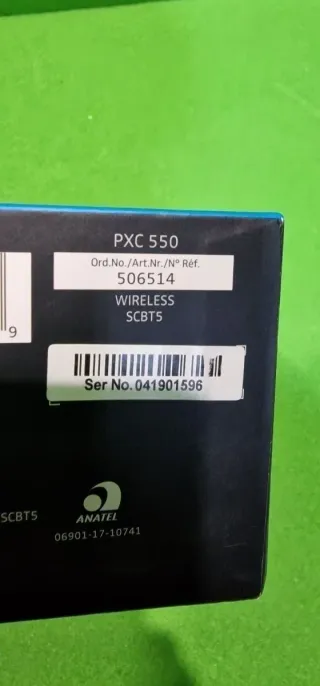 PXC 550
Ord.No./Art.Nr./N° Réf.
506514
WIRELESS
SCBT5
9
Ser No. 041901596
SCBT5
ANATEL
06901-17-10741